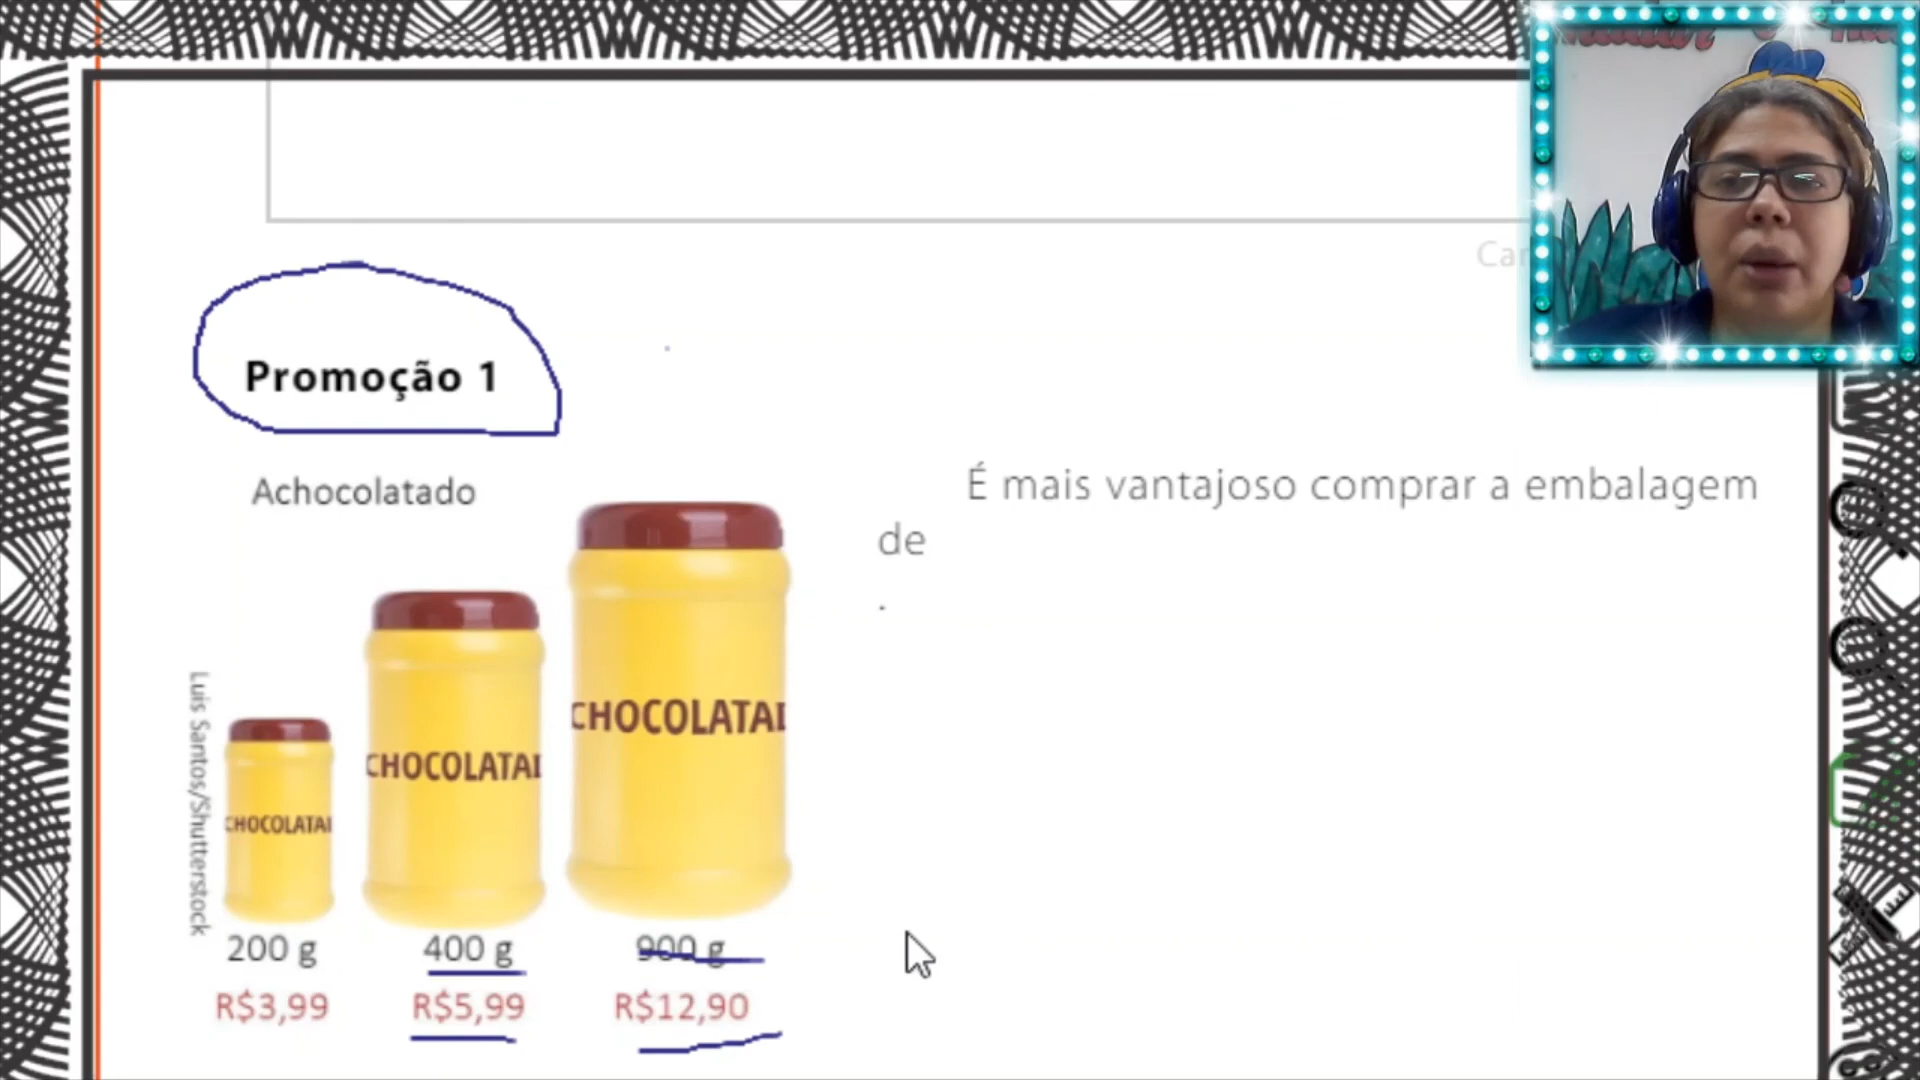 Car
Promoção 1
Achocolatado
É mais vantajoso comprar a embalagem
de
.
CHOCOLATAD
CHOCOLATAD
CHOCOLATAD
Luis Santos/Shutterstock
200 g
400 g
900 g
R$3,99
R$5,99
R$12,90